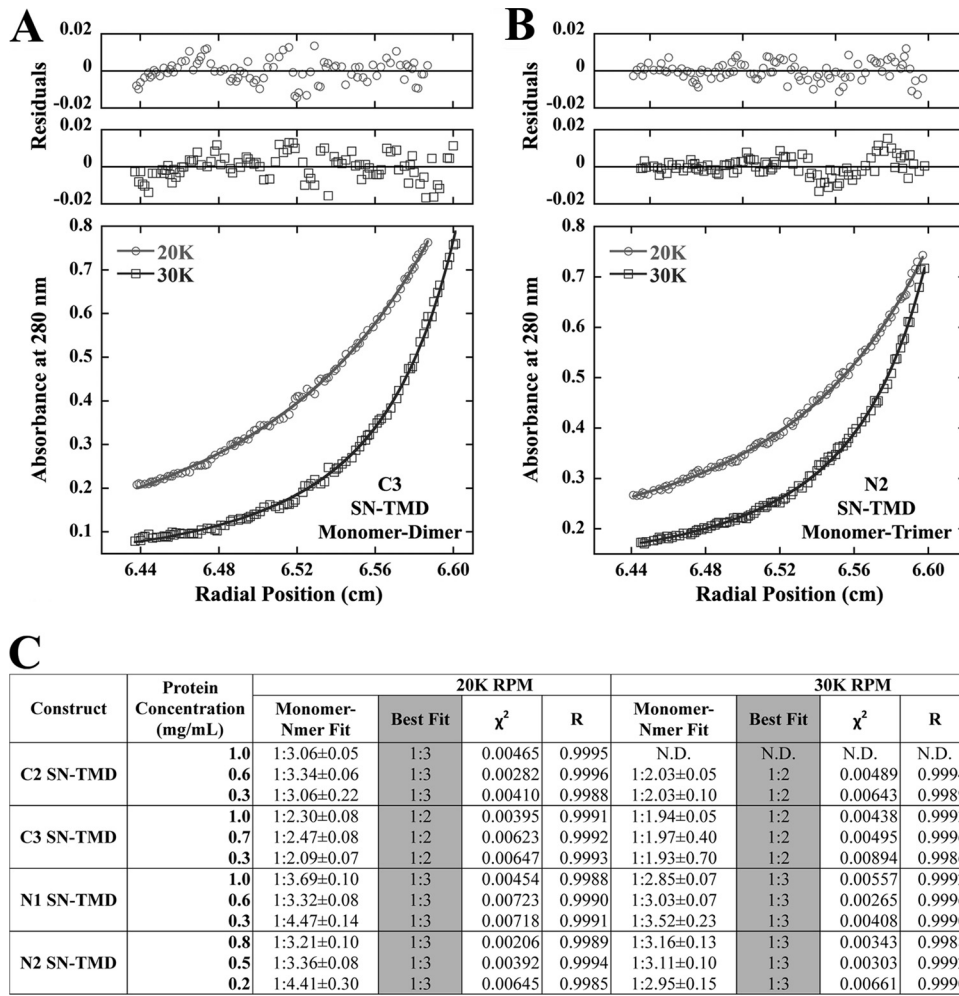 A
B
0.02
0
-0.02
Residuals
0.02
0
-0.02
Residuals
0.02
0
-0.02
Residuals
0.02
0
-0.02
Residuals
0.8
0.7
0.6
0.5
0.4
0.3
0.2
0.1
Absorbance at 280 nm
20K
30K
C3
SN-TMD
Monomer-Dimer
6.44 6.48 6.52 6.56 6.60
Radial Position (cm)
0.8
0.7
0.6
0.5
0.4
0.3
0.2
Absorbance at 280 nm
20K
30K
N2
SN-TMD
Monomer-Trimer
6.44 6.48 6.52 6.56 6.60
Radial Position (cm)
C
Construct Protein Concentration (mg/mL) 20K RPM 30K RPM
Monomer-Nmer Fit Best Fit χ² R Monomer-Nmer Fit Best Fit χ² R
C2 SN-TMD 1.0 1:3.06±0.05 1:3 0.00465 0.9995 N.D. N.D. N.D. N.D.
0.6 1:3.34±0.06 1:3 0.00282 0.9996 1:2.03±0.05 1:2 0.00489
0.3 1:3.06±0.22 1:3 0.00410 0.9988 1:2.03±0.10 1:2 0.00643
C3 SN-TMD 1.0 1:2.30±0.08 1:2 0.00395 0.9991 1:1.94±0.05 1:2 0.00438
0.7 1:2.47±0.08 1:2 0.00623 0.9992 1:1.97±0.40 1:2 0.00495
0.3 1:2.09±0.07 1:2 0.00647 0.9993 1:1.93±0.70 1:2 0.00894
N1 SN-TMD 1.0 1:3.69±0.10 1:3 0.00454 0.9988 1:2.85±0.07 1:3 0.00557
0.6 1:3.32±0.08 1:3 0.00723 0.9990 1:3.03±0.07 1:3 0.00265
0.3 1:4.47±0.14 1:3 0.00718 0.9991 1:3.52±0.23 1:3 0.00408
N2 SN-TMD 0.8 1:3.21±0.10 1:3 0.00206 0.9989 1:3.16±0.13 1:3 0.00343
0.5 1:3.36±0.08 1:3 0.00392 0.9994 1:3.11±0.10 1:3 0.00303
0.2 1:4.41±0.30 1:3 0.00645 0.9985 1:2.95±0.15 1:3 0.00661